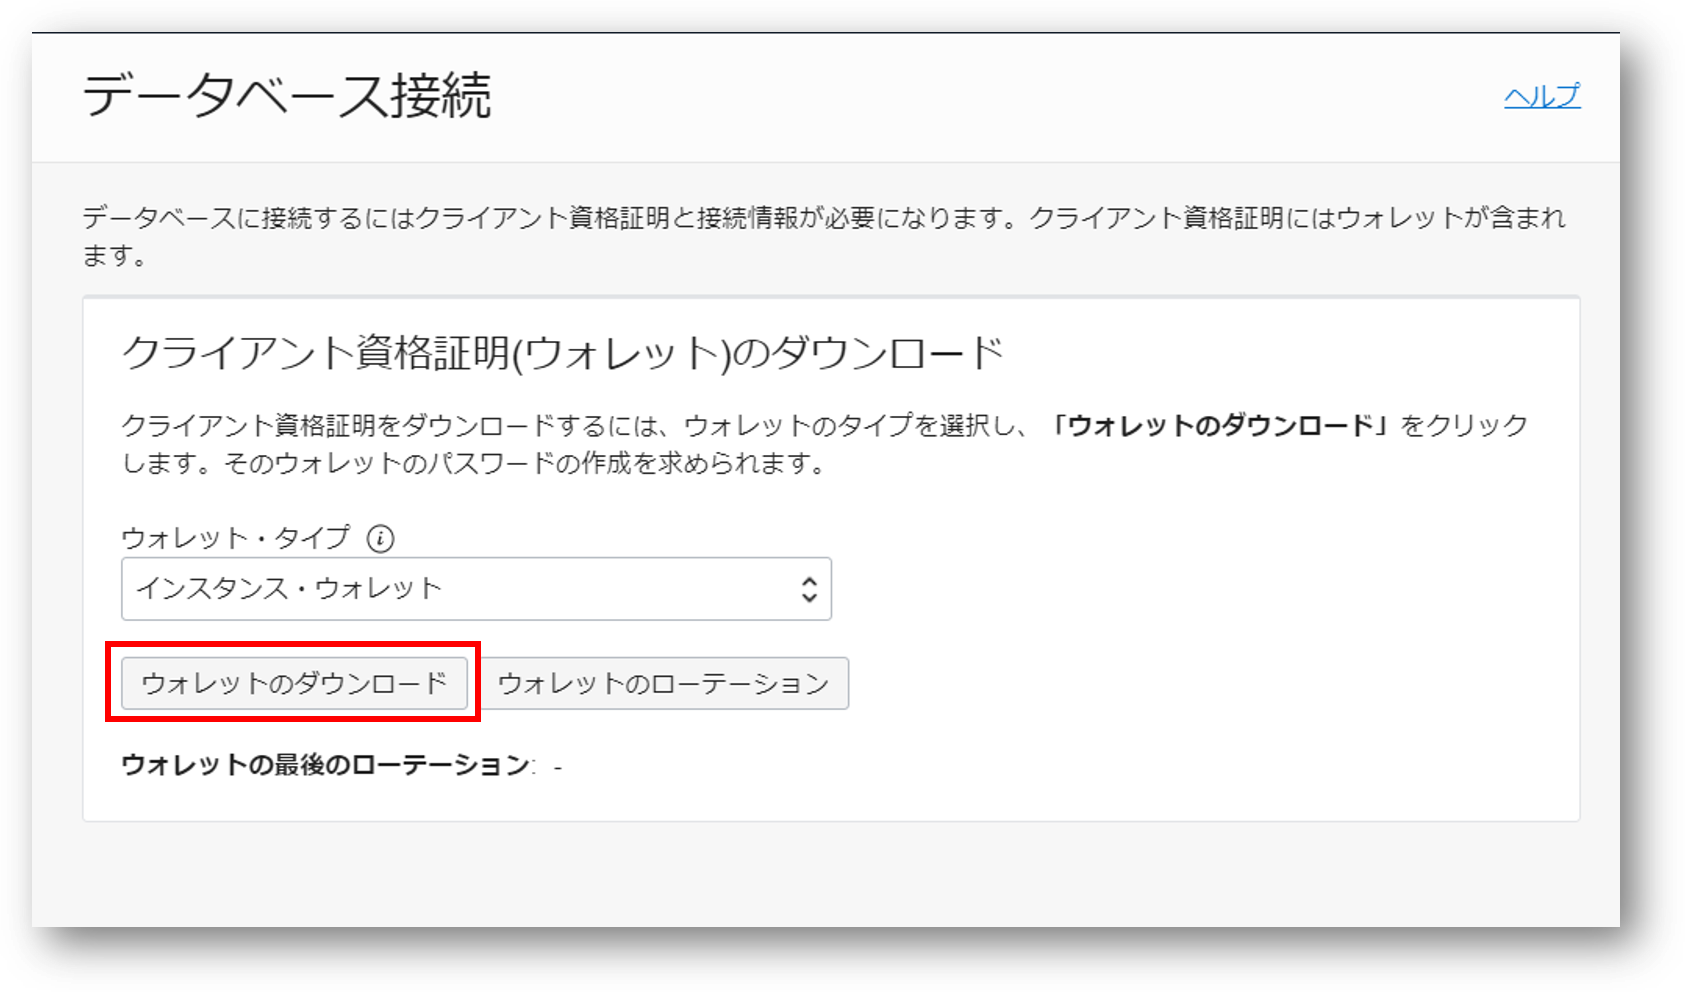 データベース接続
ヘルプ
データベースに接続するにはクライアント資格証明と接続情報が必要になります。クライアント資格証明にはウォレットが含まれ
ます。
クライアント資格証明(ウォレット)のダウンロード
クライアント資格証明をダウンロードするには、ウォレットのタイプを選択し、「ウォレットのダウンロード」をクリック
します。そのウォレットのパスワードの作成を求められます。
ウォレット・タイプ
インスタンス・ウォレット
ウォレットのダウンロード ウォレットのローテーション
ウォレットの最後のローテーション: -